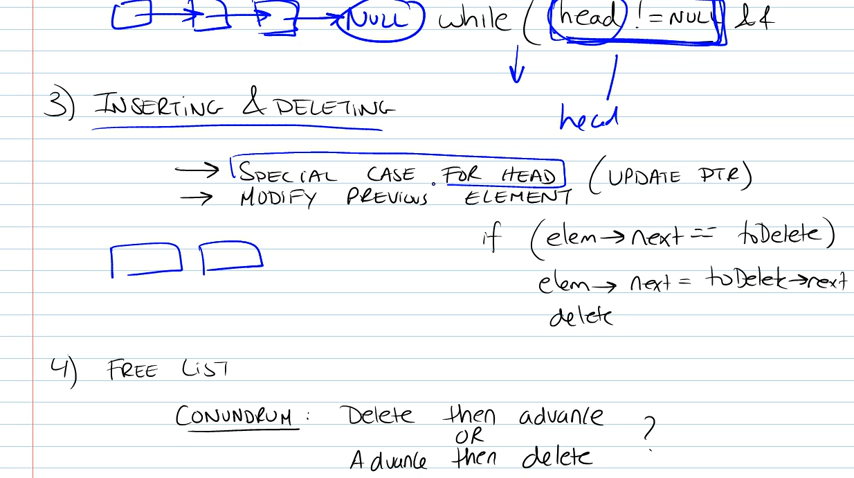 NULL while ( head != NULL &&
head
3) INSERTING & DELETING
→ SPECIAL CASE FOR HEAD (UPDATE PTR)
→ MODIFY PREVIOUS ELEMENT
if (elem→next == toDelete)
elem→ next = toDelete→next
delete
4) FREE LIST
CONUNDRUM: Delete then advance
OR ?
Advance then delete